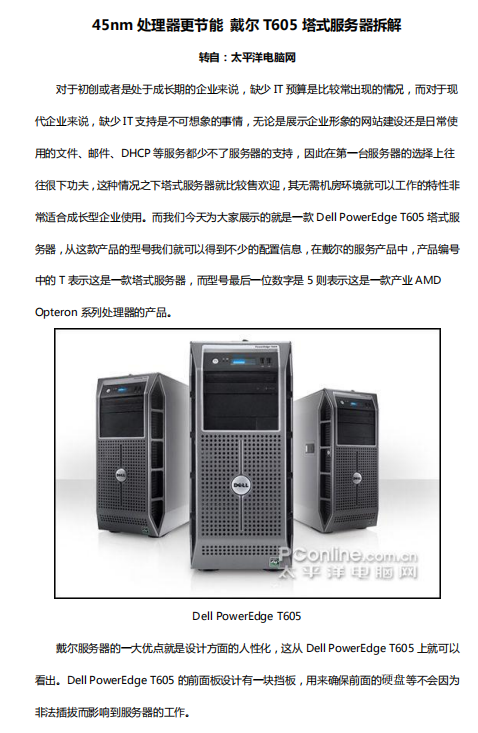 45nm 处理器更节能 戴尔 T605 塔式服务器拆解
转自：太平洋电脑网
对于初创或者是处于成长期的企业来说，缺少 IT 预算是比较常出现的情况，而对于现
代企业来说，缺少 IT 支持是不可想象的事情，无论是展示企业形象的网站建设还是日常使
用的文件、邮件、DHCP 等服务都少不了服务器的支持，因此在第一台服务器的选择上往
往很下功夫，这种情况之下塔式服务器就比较售欢迎，其无需机房环境就可以工作的特性非
常适合成长型企业使用。而我们今天为大家展示的就是一款 Dell PowerEdge T605 塔式服
务器，从这款产品的型号我们就可以得到不少的配置信息，在戴尔的服务产品中，产品编号
中的 T 表示这是一款塔式服务器，而型号最后一位数字是 5 则表示这是一款产业 AMD
Opteron 系列处理器的产品。
DELL
DELL
DELL
PConline.com.cn
太平洋电脑网
Dell PowerEdge T605
戴尔服务器的一大优点就是设计方面的人性化，这从 Dell PowerEdge T605 上就可以
看出。Dell PowerEdge T605 的前面板设计有一块挡板，用来确保前面的硬盘等不会因为
非法插拔而影响到服务器的工作。